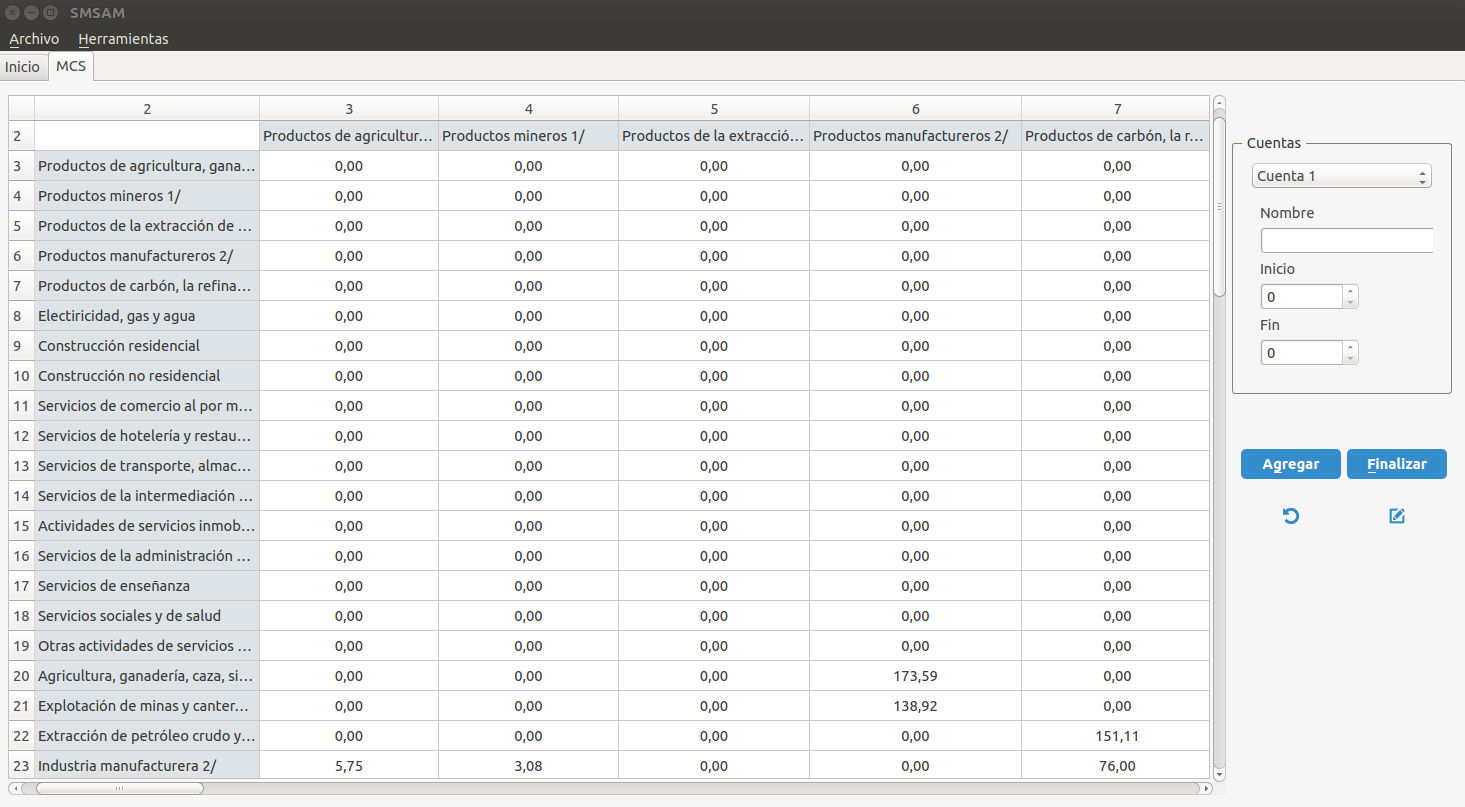 SMSAM
Archivo Herramientas
Inicio MCS
2 3 4 5 6 7
2 Productos de agricultur... Productos mineros 1/ Productos de la extracció... Productos manufactureros 2/ Productos de carbón, la r...
3 Productos de agricultura, gana... 0,00 0,00 0,00 0,00 0,00
4 Productos mineros 1/ 0,00 0,00 0,00 0,00 0,00
5 Productos de la extracción de ... 0,00 0,00 0,00 0,00 0,00
6 Productos manufactureros 2/ 0,00 0,00 0,00 0,00 0,00
7 Productos de carbón, la refina... 0,00 0,00 0,00 0,00 0,00
8 Electiricidad, gas y agua 0,00 0,00 0,00 0,00 0,00
9 Construcción residencial 0,00 0,00 0,00 0,00 0,00
10 Construcción no residencial 0,00 0,00 0,00 0,00 0,00
11 Servicios de comercio al por m... 0,00 0,00 0,00 0,00 0,00
12 Servicios de hotelería y restau... 0,00 0,00 0,00 0,00 0,00
13 Servicios de transporte, almac... 0,00 0,00 0,00 0,00 0,00
14 Servicios de la intermediación ... 0,00 0,00 0,00 0,00 0,00
15 Actividades de servicios inmob... 0,00 0,00 0,00 0,00 0,00
16 Servicios de la administración ... 0,00 0,00 0,00 0,00 0,00
17 Servicios de enseñanza 0,00 0,00 0,00 0,00 0,00
18 Servicios sociales y de salud 0,00 0,00 0,00 0,00 0,00
19 Otras actividades de servicios ... 0,00 0,00 0,00 0,00 0,00
20 Agricultura, ganadería, caza, si... 0,00 0,00 0,00 173,59 0,00
21 Explotación de minas y canter... 0,00 0,00 0,00 138,92 0,00
22 Extracción de petróleo crudo y... 0,00 0,00 0,00 0,00 151,11
23 Industria manufacturera 2/ 5,75 3,08 0,00 0,00 76,00
Cuentas
Cuenta 1
Nombre
Inicio
0
Fin
0
Agregar Finalizar